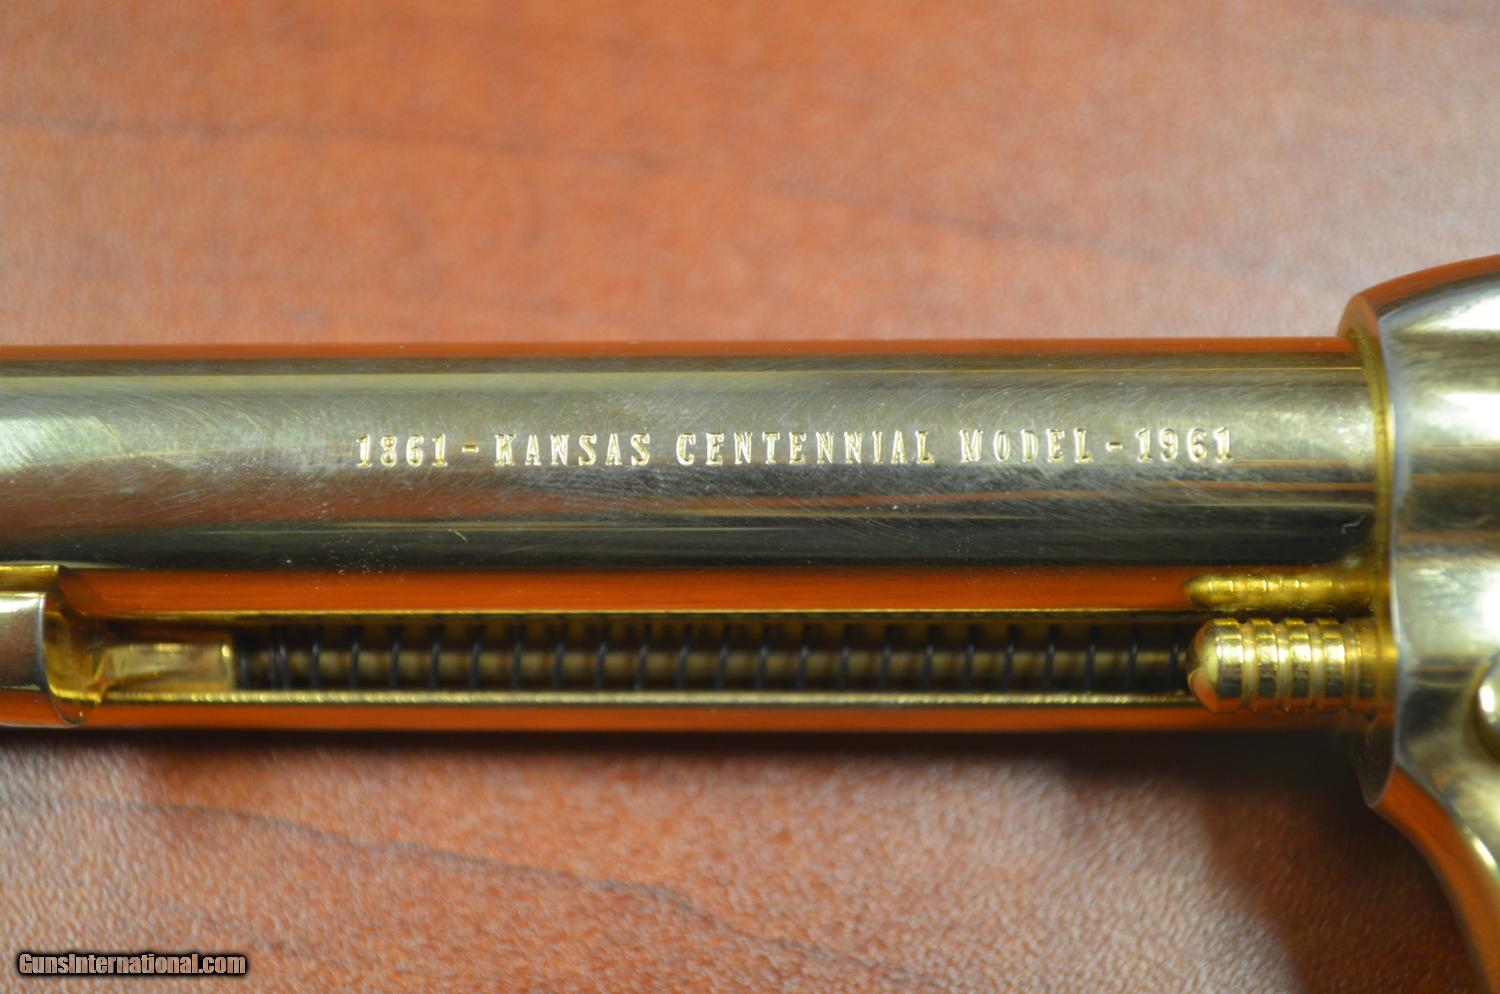 1861 - KANSAS CENTENNIAL MODEL - 1961
GunsInternational.com